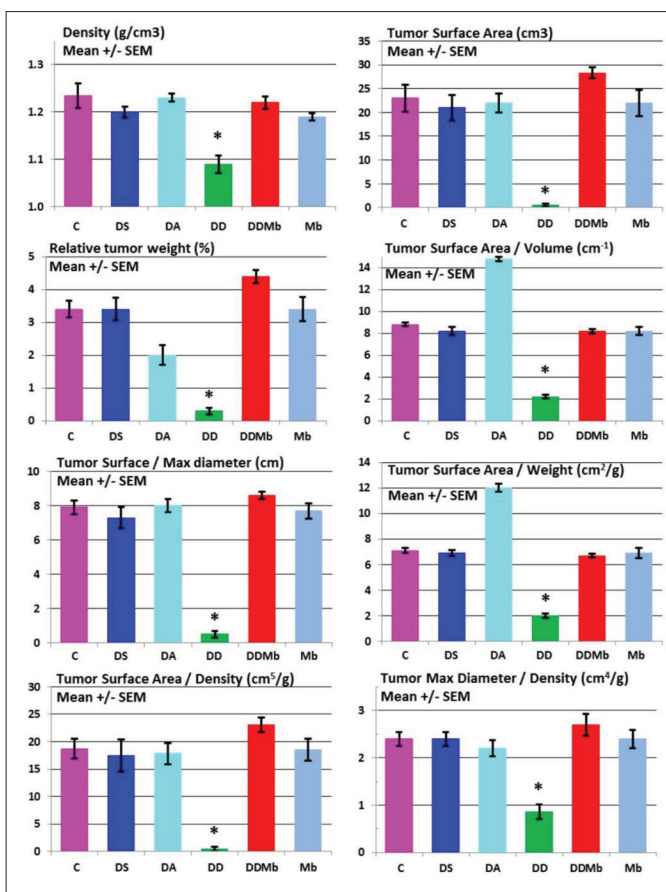 Density (g/cm3)
Mean +/- SEM
1.3
1.2
1.1
1.0
*
C DS DA DD DDMb Mb
Tumor Surface Area (cm3)
Mean +/- SEM
35
30
25
20
15
10
5
0
*
C DS DA DD DDMb Mb
Relative tumor weight (%)
Mean +/- SEM
5
4
3
2
1
0
*
C DS DA DD DDMb Mb
Tumor Surface Area / Volume (cm-1)
Mean +/- SEM
14
12
10
8
6
4
2
0
*
C DS DA DD DDMb Mb
Tumor Surface / Max diameter (cm)
Mean +/- SEM
10
8
6
4
2
0
*
C DS DA DD DDMb Mb
Tumor Surface Area / Weight (cm2/g)
Mean +/- SEM
14
12
10
8
6
4
2
0
*
C DS DA DD DDMb Mb
Tumor Surface Area / Density (cm5/g)
Mean +/- SEM
30
25
20
15
10
5
0
*
C DS DA DD DDMb Mb
Tumor Max Diameter / Density (cm4/g)
Mean +/- SEM
3
2
1
0
*
C DS DA DD DDMb Mb